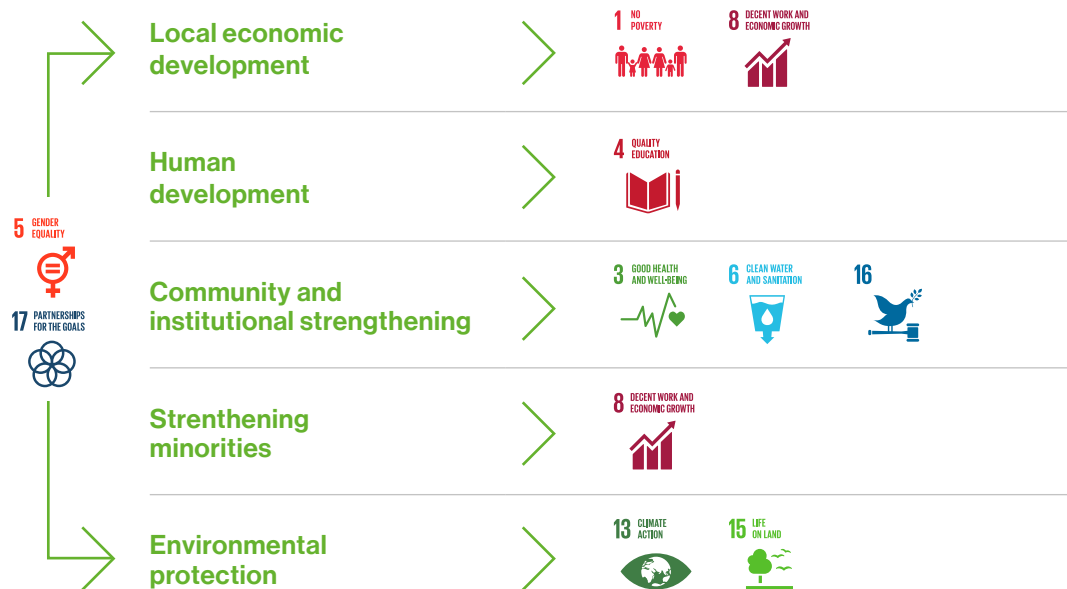 5 GENDER
EQUALITY
17 PARTNERSHIPS
FOR THE GOALS
Local economic
development
1 NO
POVERTY
8 DECENT WORK AND
ECONOMIC GROWTH
Human
development
4 QUALITY
EDUCATION
Community and
institutional strengthening
3 GOOD HEALTH
AND WELL-BEING
6 CLEAN WATER
AND SANITATION
16
Strenthening
minorities
8 DECENT WORK AND
ECONOMIC GROWTH
Environmental
protection
13 CLIMATE
ACTION
15 LIFE
ON LAND